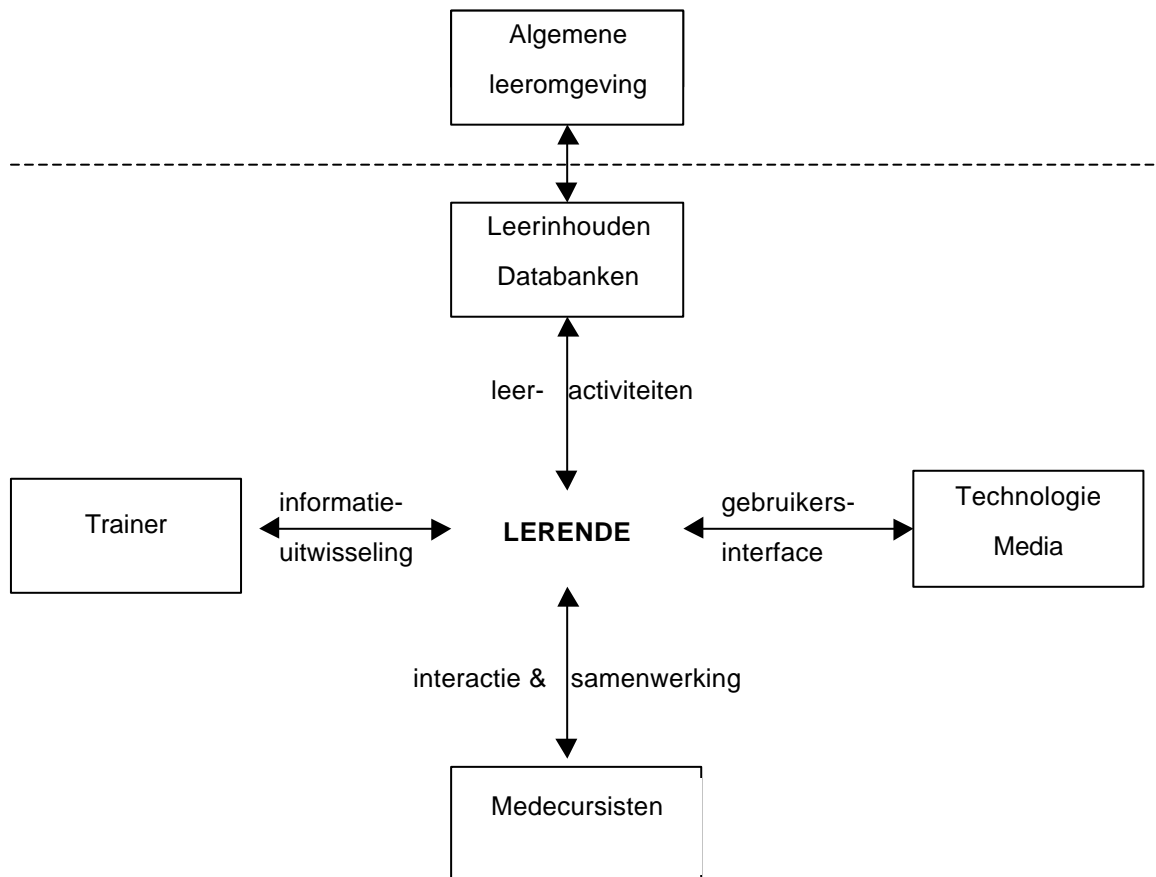 Algemene
leeromgeving
Leerinhouden
Databanken
leer- activiteiten
Trainer
informatie-
uitwisseling
LERENDE
gebruikers-
interface
Technologie
Media
interactie & samenwerking
Medecursisten